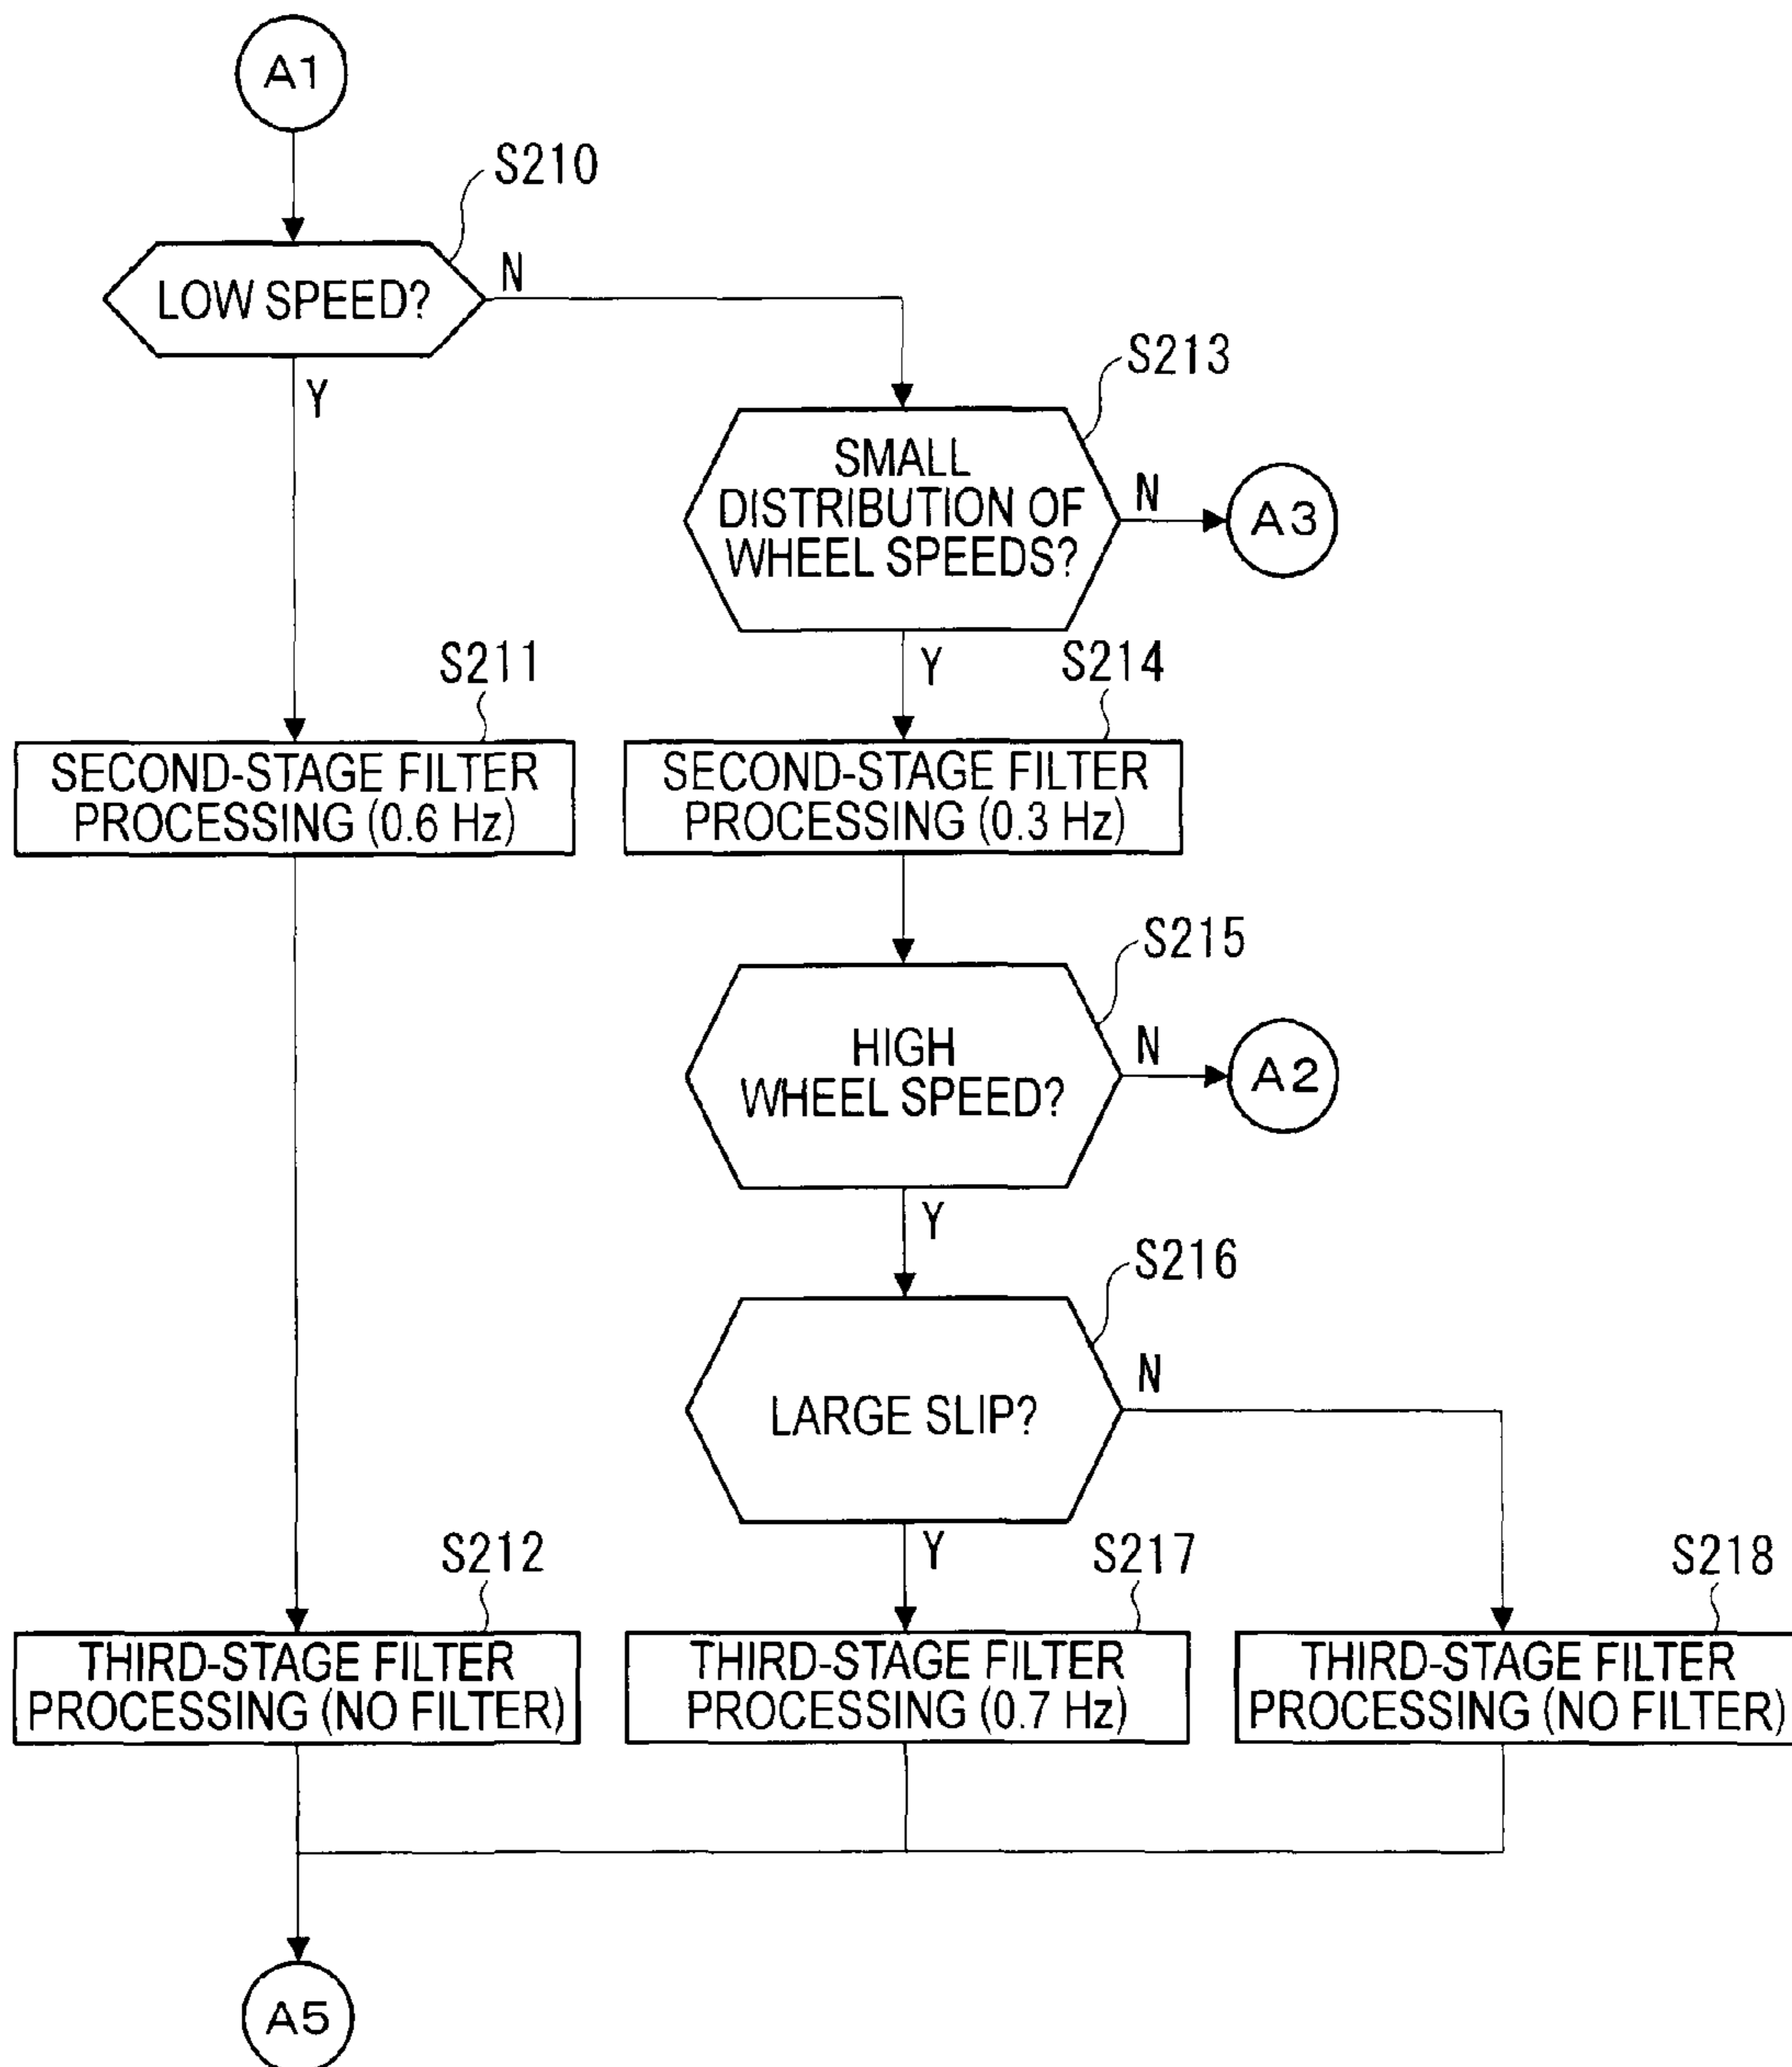 A1
S210
LOW SPEED?
N
Y
S213
SMALL
DISTRIBUTION OF
WHEEL SPEEDS?
N
A3
Y
S211
SECOND-STAGE FILTER
PROCESSING (0.6 Hz)
S214
SECOND-STAGE FILTER
PROCESSING (0.3 Hz)
S215
HIGH
WHEEL SPEED?
N
A2
Y
S216
LARGE SLIP?
N
Y
S212
THIRD-STAGE FILTER
PROCESSING (NO FILTER)
S217
THIRD-STAGE FILTER
PROCESSING (0.7 Hz)
S218
THIRD-STAGE FILTER
PROCESSING (NO FILTER)
A5